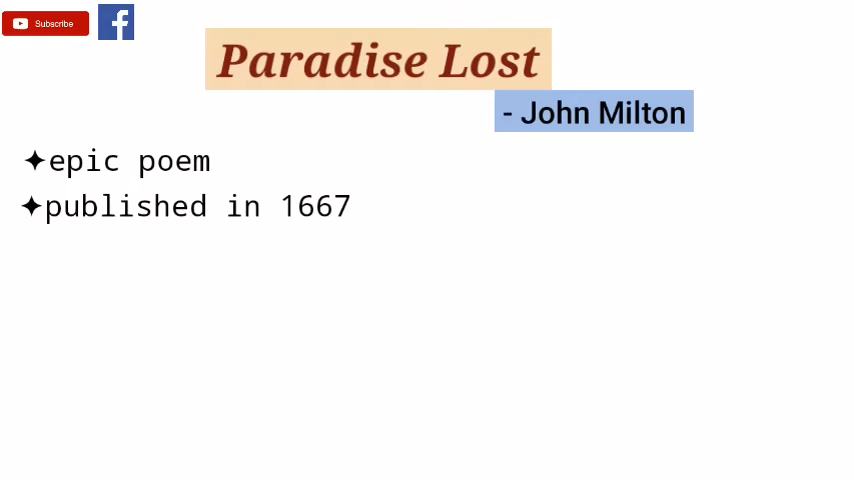 Subscribe
Paradise Lost
- John Milton
✦epic poem
✦published in 1667